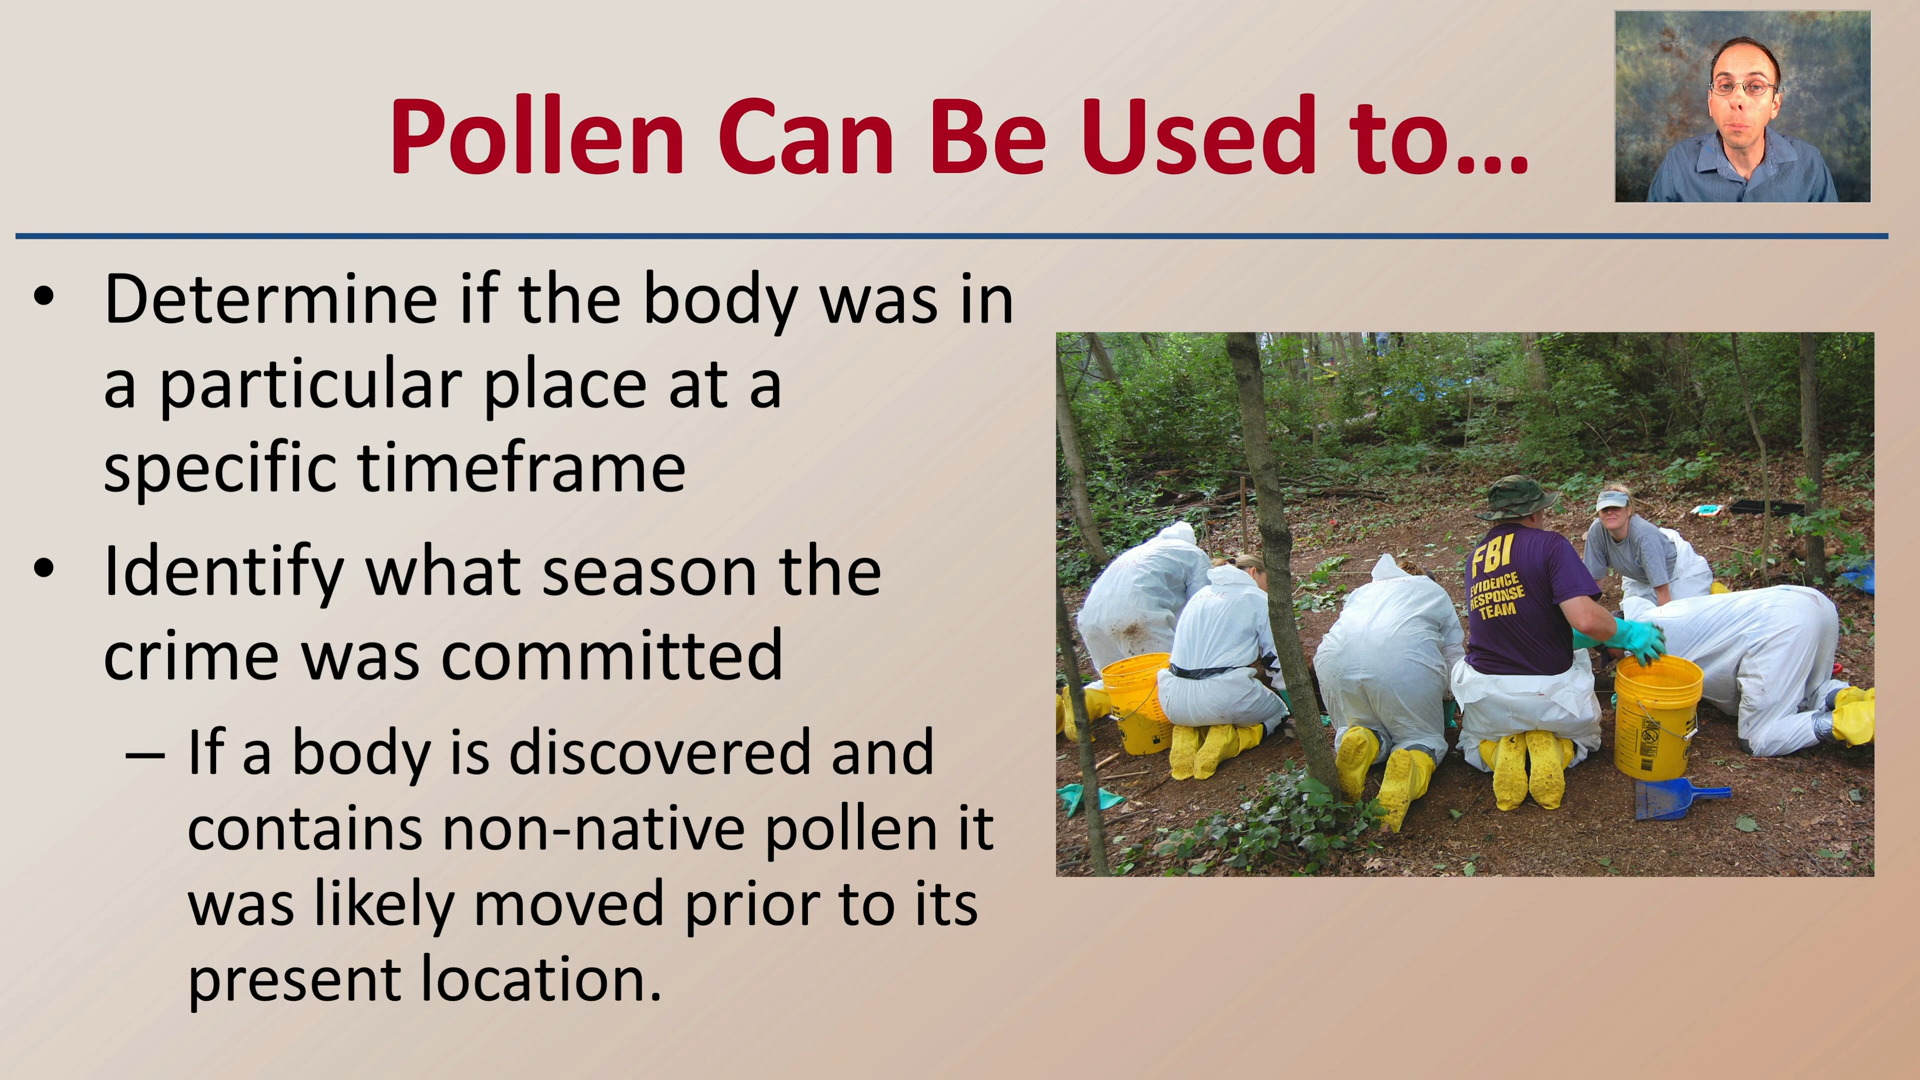 Pollen Can Be Used to…
• Determine if the body was in
a particular place at a
specific timeframe
• Identify what season the
crime was committed
– If a body is discovered and
contains non-native pollen it
was likely moved prior to its
present location.
FBI
EVIDENCE
RESPONSE
TEAM